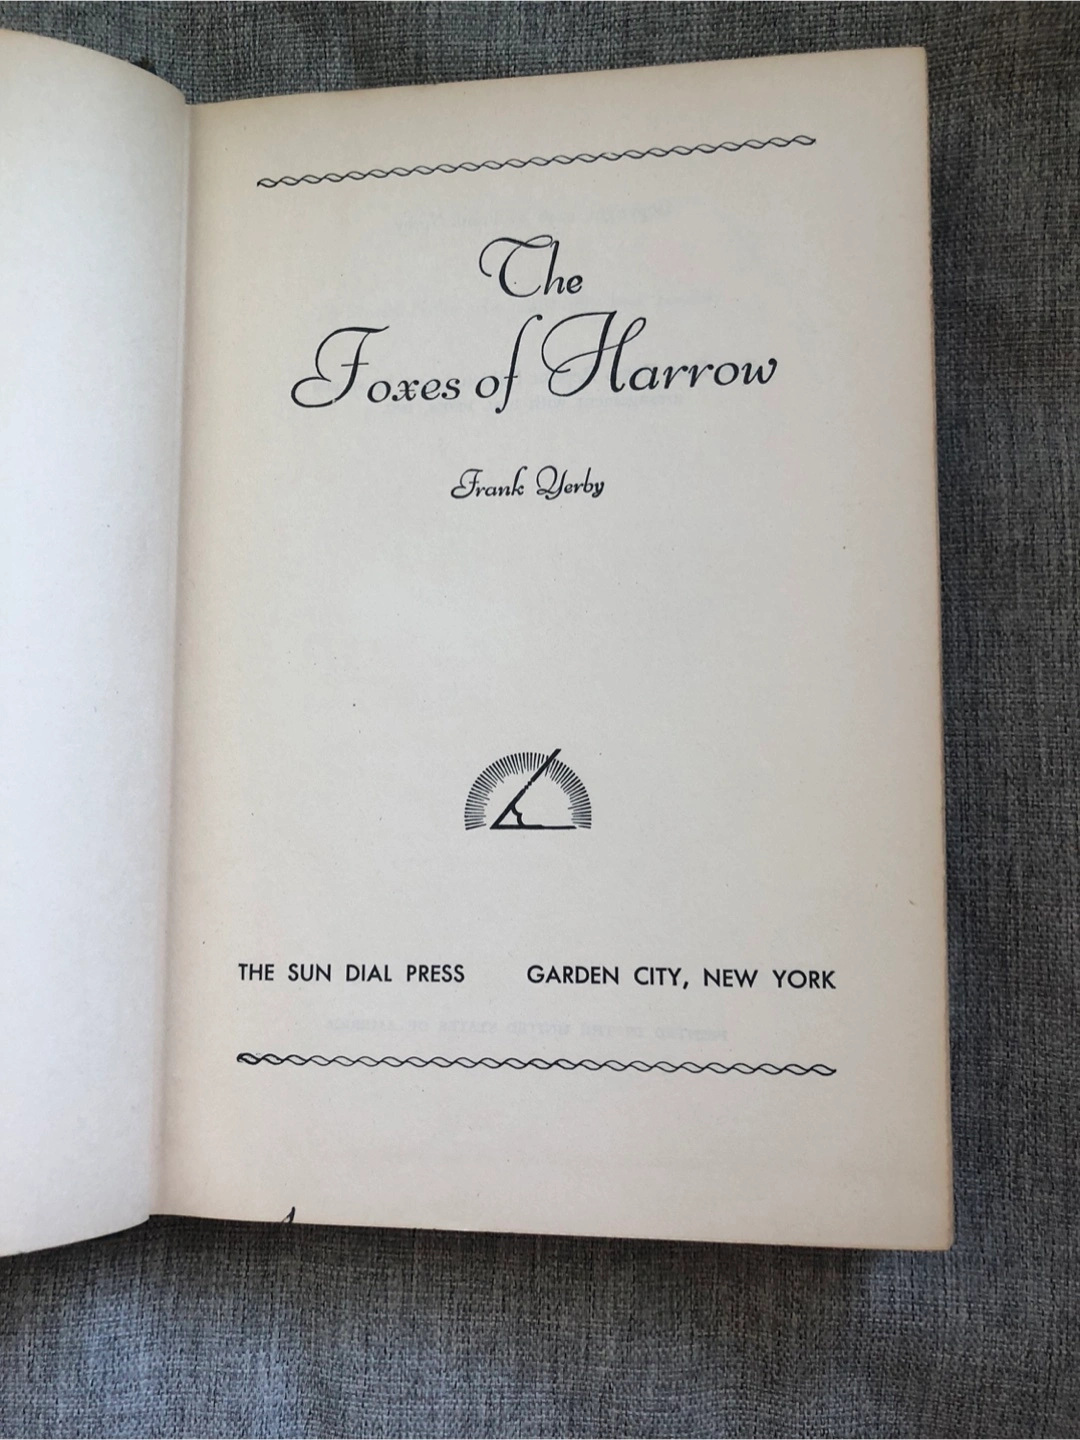 The
Foxes of Harrow
Frank Yerby
THE SUN DIAL PRESS GARDEN CITY, NEW YORK